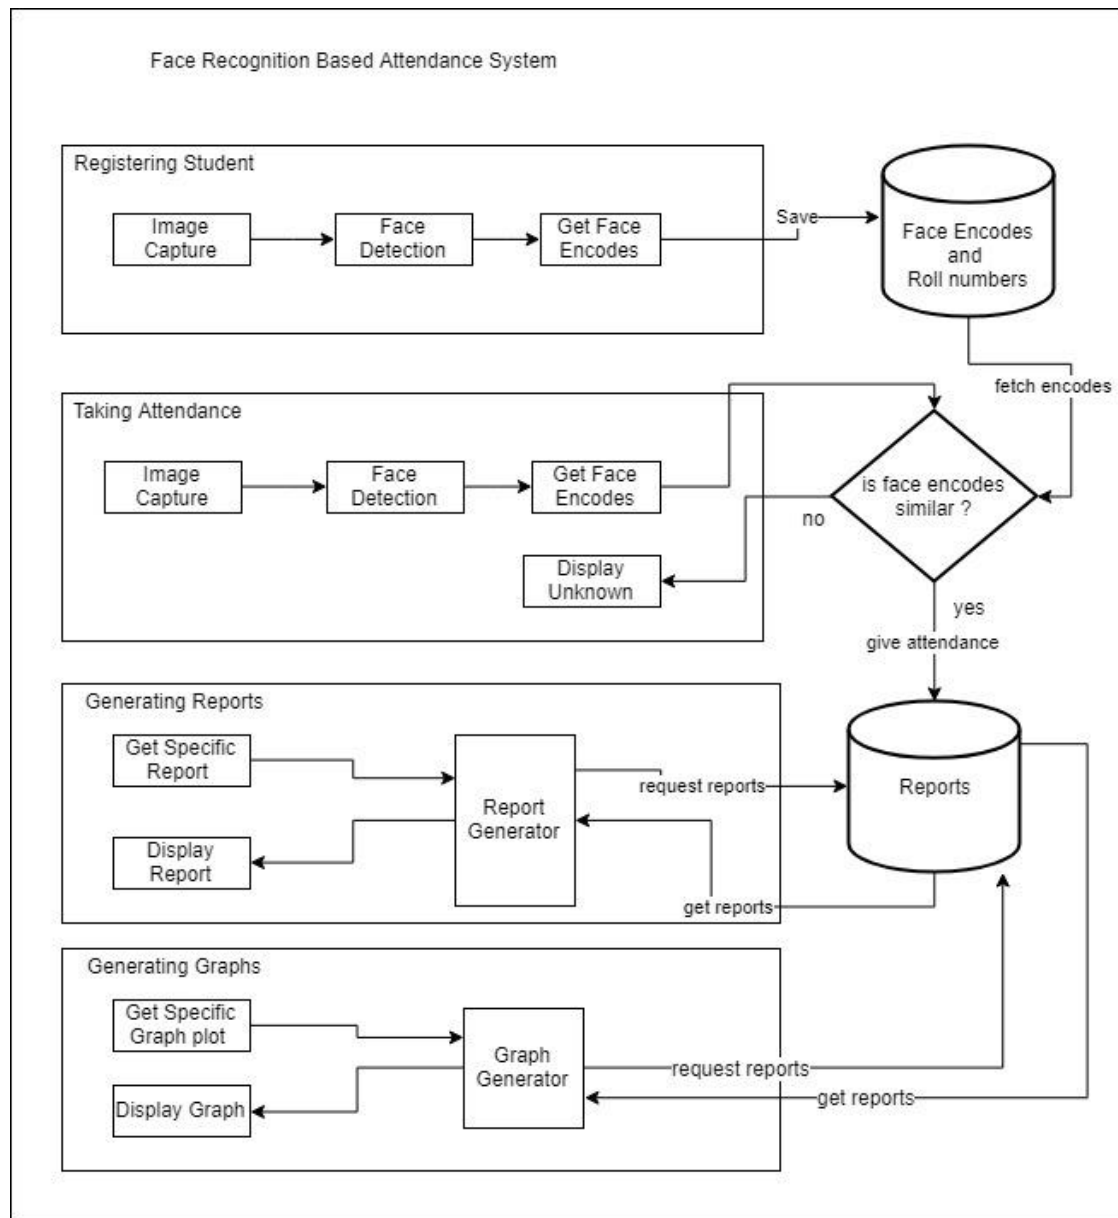 Face Recognition Based Attendance System
Registering Student
Image
Capture
Face
Detection
Get Face
Encodes
Save
Face Encodes
and
Roll numbers
fetch encodes
Taking Attendance
Image
Capture
Face
Detection
Get Face
Encodes
is face encodes
similar ?
no
Display
Unknown
yes
give attendance
Generating Reports
Get Specific
Report
Report
Generator
request reports
Reports
Display
Report
get reports
Generating Graphs
Get Specific
Graph plot
Graph
Generator
request reports
get reports
Display Graph